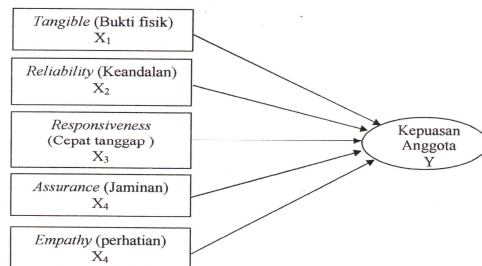 Tangible (Bukti fisik)
X1
Reliability (Keandalan)
X2
Responsiveness
(Cepat tanggap )
X3
Assurance (Jaminan)
X4
Empathy (perhatian)
X4
Kepuasan
Anggota
Y